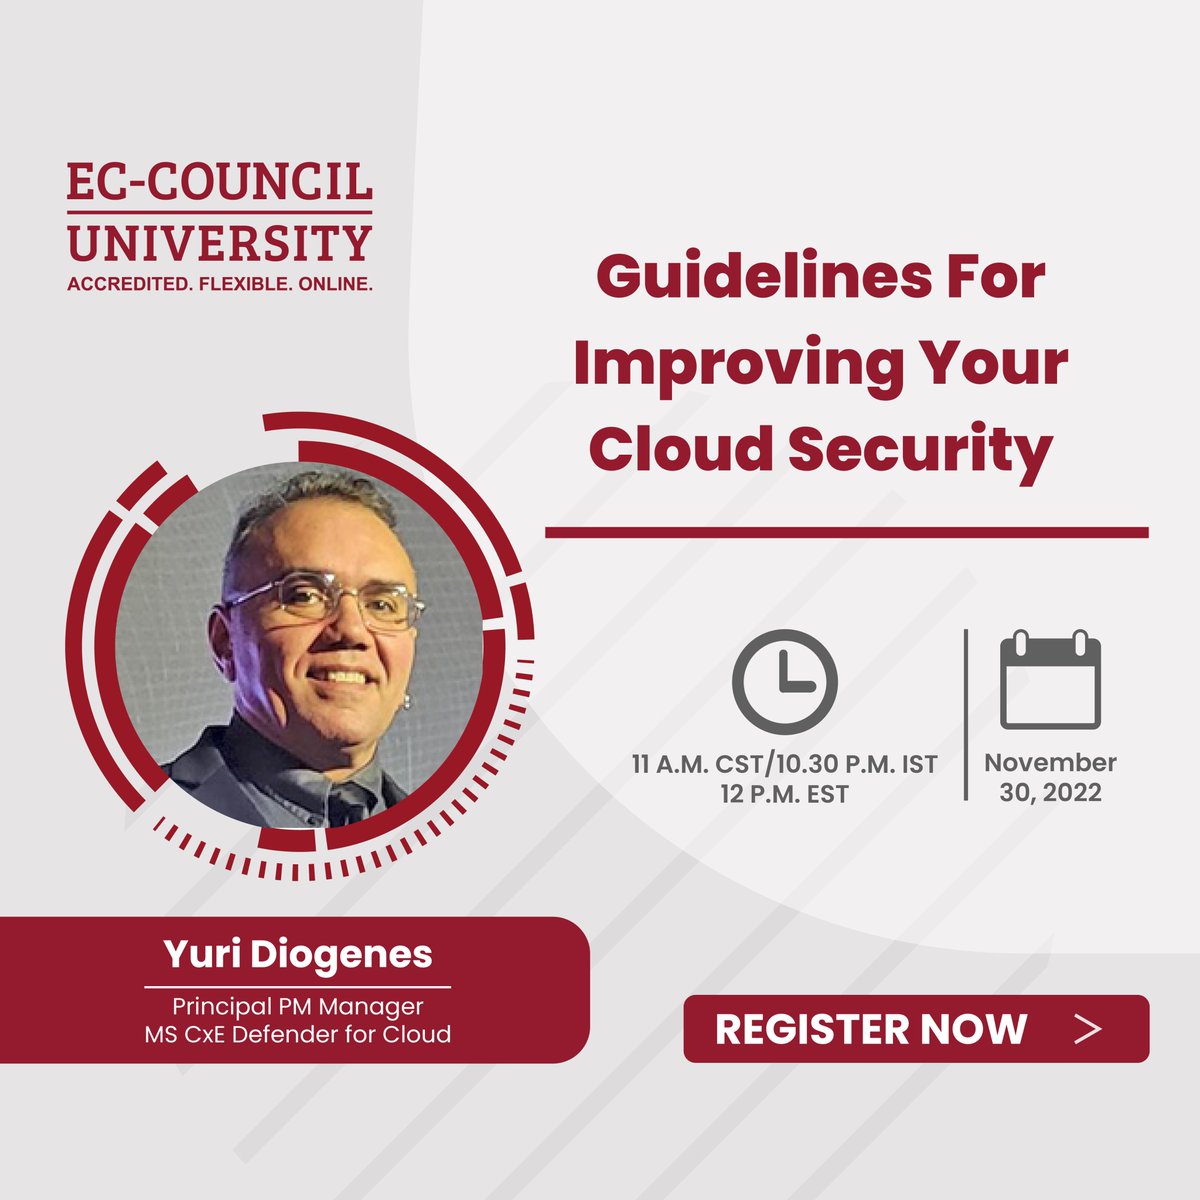 EC-COUNCIL
UNIVERSITY
ACCREDITED. FLEXIBLE. ONLINE.
Guidelines For
Improving Your
Cloud Security
11 A.M. CST/10.30 P.M. IST
12 P.M. EST
November
30, 2022
Yuri Diogenes
Principal PM Manager
MS CxE Defender for Cloud
REGISTER NOW >